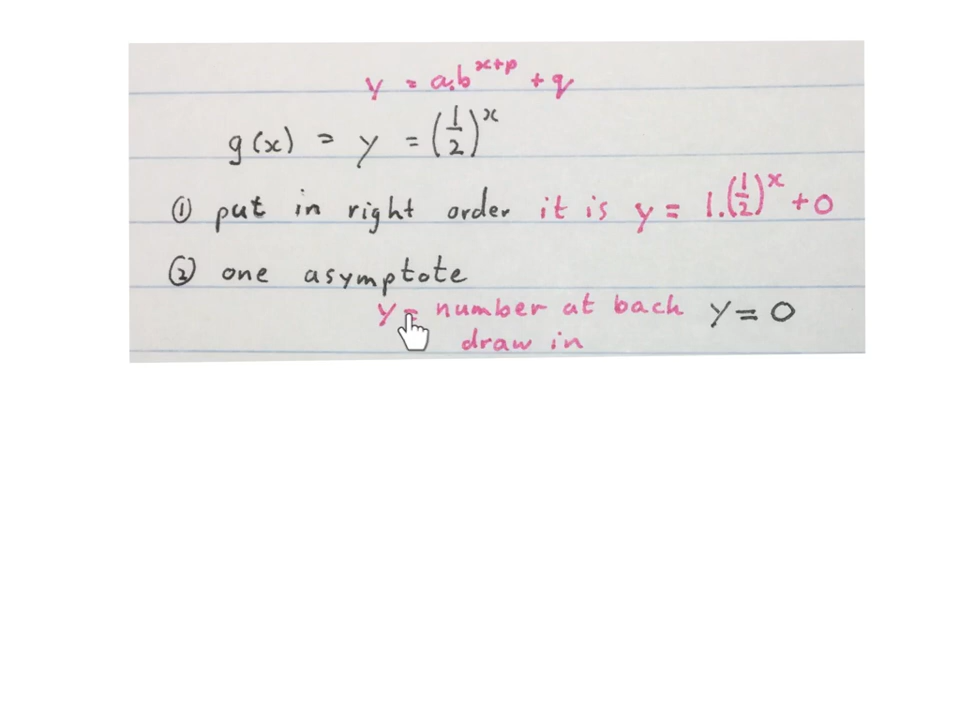 y = a.b^(x+p) + q
g(x) = y = (1/2)^x
① put in right order it is y = 1.(1/2)^x + 0
② one asymptote
y = number at bach y = 0
draw in